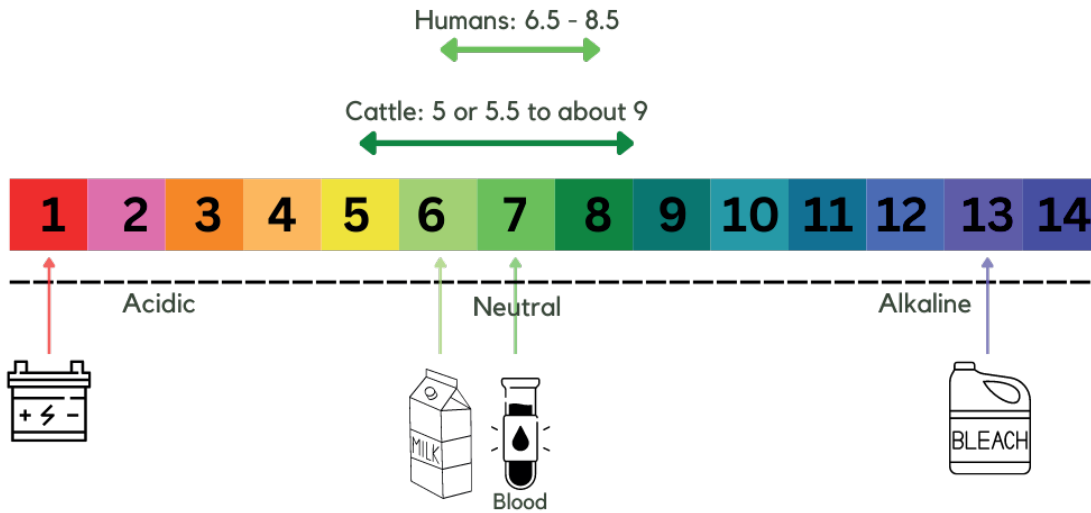 Humans: 6.5 - 8.5
Cattle: 5 or 5.5 to about 9
1 2 3 4 5 6 7 8 9 10 11 12 13 14
Acidic Neutral Alkaline
+ -
MILK
BLEACH
Blood